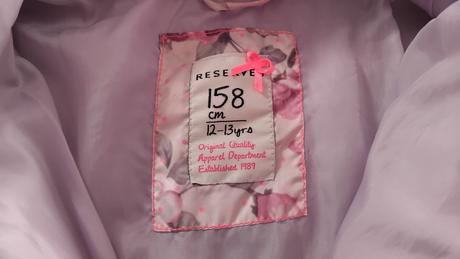 RESERVED
158
cm
12-13yrs
Original Quality
Apparel Department
Established 1989